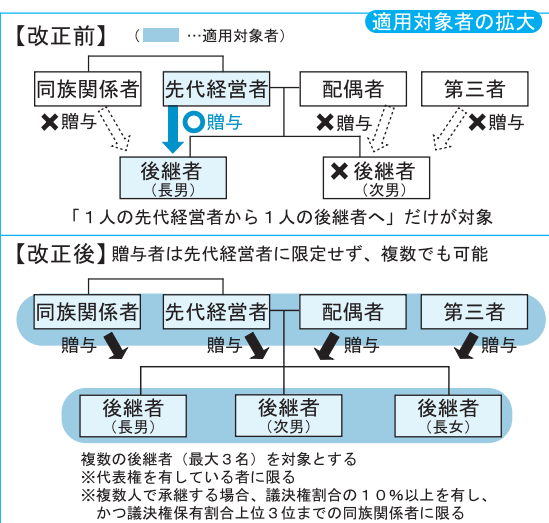 適用対象者の拡大
【改正前】 ( …適用対象者)
同族関係者 先代経営者 配偶者 第三者
✖贈与 ○贈与 ✖贈与 ✖贈与
後継者 ✖後継者
(長男) (次男)
「1人の先代経営者から1人の後継者へ」だけが対象
【改正後】贈与者は先代経営者に限定せず、複数でも可能
同族関係者 先代経営者 配偶者 第三者
贈与 贈与 贈与 贈与
後継者 後継者 後継者
(長男) (次男) (長女)
複数の後継者(最大3名)を対象とする
※代表権を有している者に限る
※複数人で承継する場合、議決権割合の10%以上を有し、
かつ議決権保有割合上位3位までの同族関係者に限る